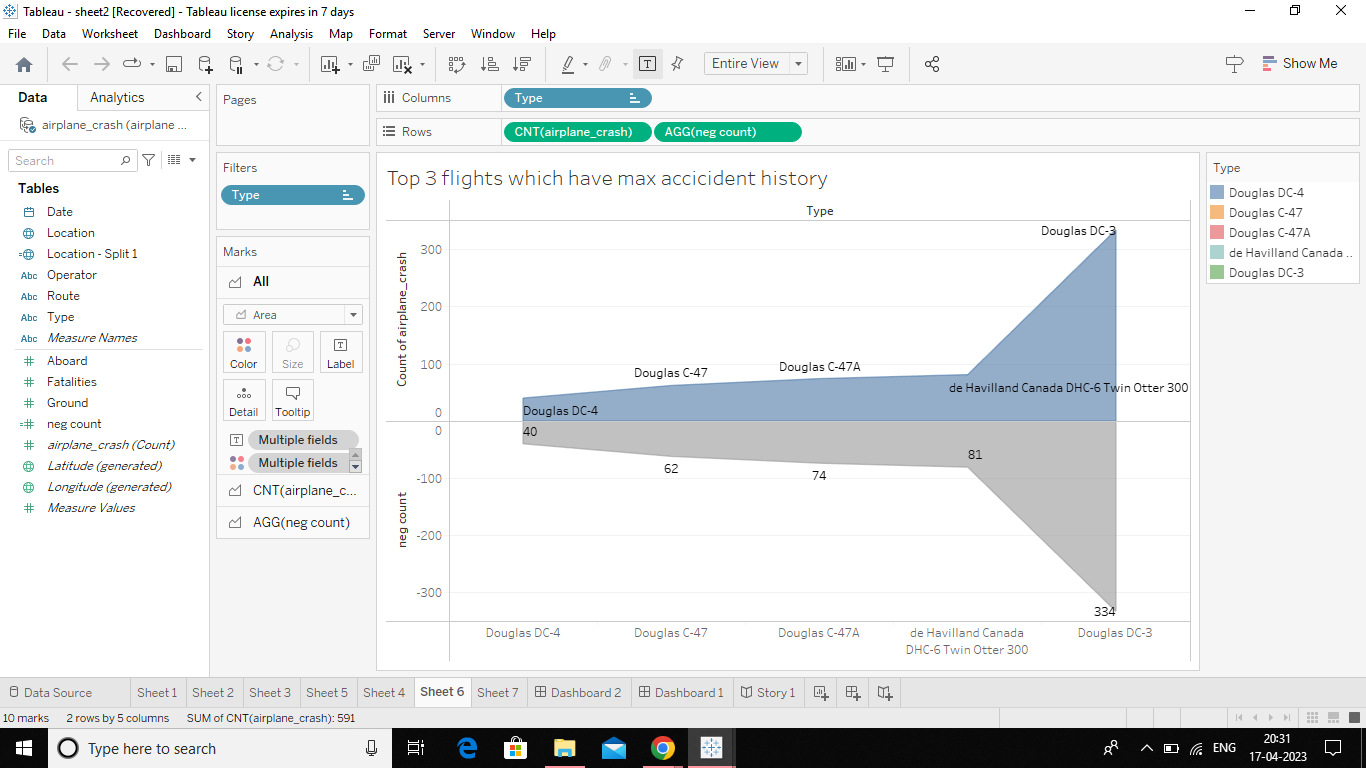 Tableau - sheet2 [Recovered] - Tableau license expires in 7 days
File Data Worksheet Dashboard Story Analysis Map Format Server Window Help
Entire View
Show Me
Data Analytics
airplane_crash (airplane ...
Search
Tables
Date
Location
Location - Split 1
Abc Operator
Abc Route
Abc Type
Abc Measure Names
Aboard
Fatalities
Ground
neg count
airplane_crash (Count)
Latitude (generated)
Longitude (generated)
Measure Values
Pages
Filters
Type
Marks
All
Area
Color Size Label
Detail Tooltip
Multiple fields
Multiple fields
CNT(airplane_c...
AGG(neg count)
Columns Type
Rows CNT(airplane_crash) AGG(neg count)
Top 3 flights which have max accicident history
Type
Count of airplane_crash
300
200
100
0
Douglas DC-4
Douglas C-47
Douglas C-47A
de Havilland Canada DHC-6 Twin Otter 300
Douglas DC-3
neg count
0
-100
-200
-300
40
62
74
81
334
Douglas DC-4
Douglas C-47
Douglas C-47A
de Havilland Canada
DHC-6 Twin Otter 300
Douglas DC-3
Type
Douglas DC-4
Douglas C-47
Douglas C-47A
de Havilland Canada ..
Douglas DC-3
Data Source Sheet 1 Sheet 2 Sheet 3 Sheet 5 Sheet 4 Sheet 6 Sheet 7 Dashboard 2 Dashboard 1 Story 1
10 marks 2 rows by 5 columns SUM of CNT(airplane_crash): 591
Type here to search
ENG
20:31
17-04-2023